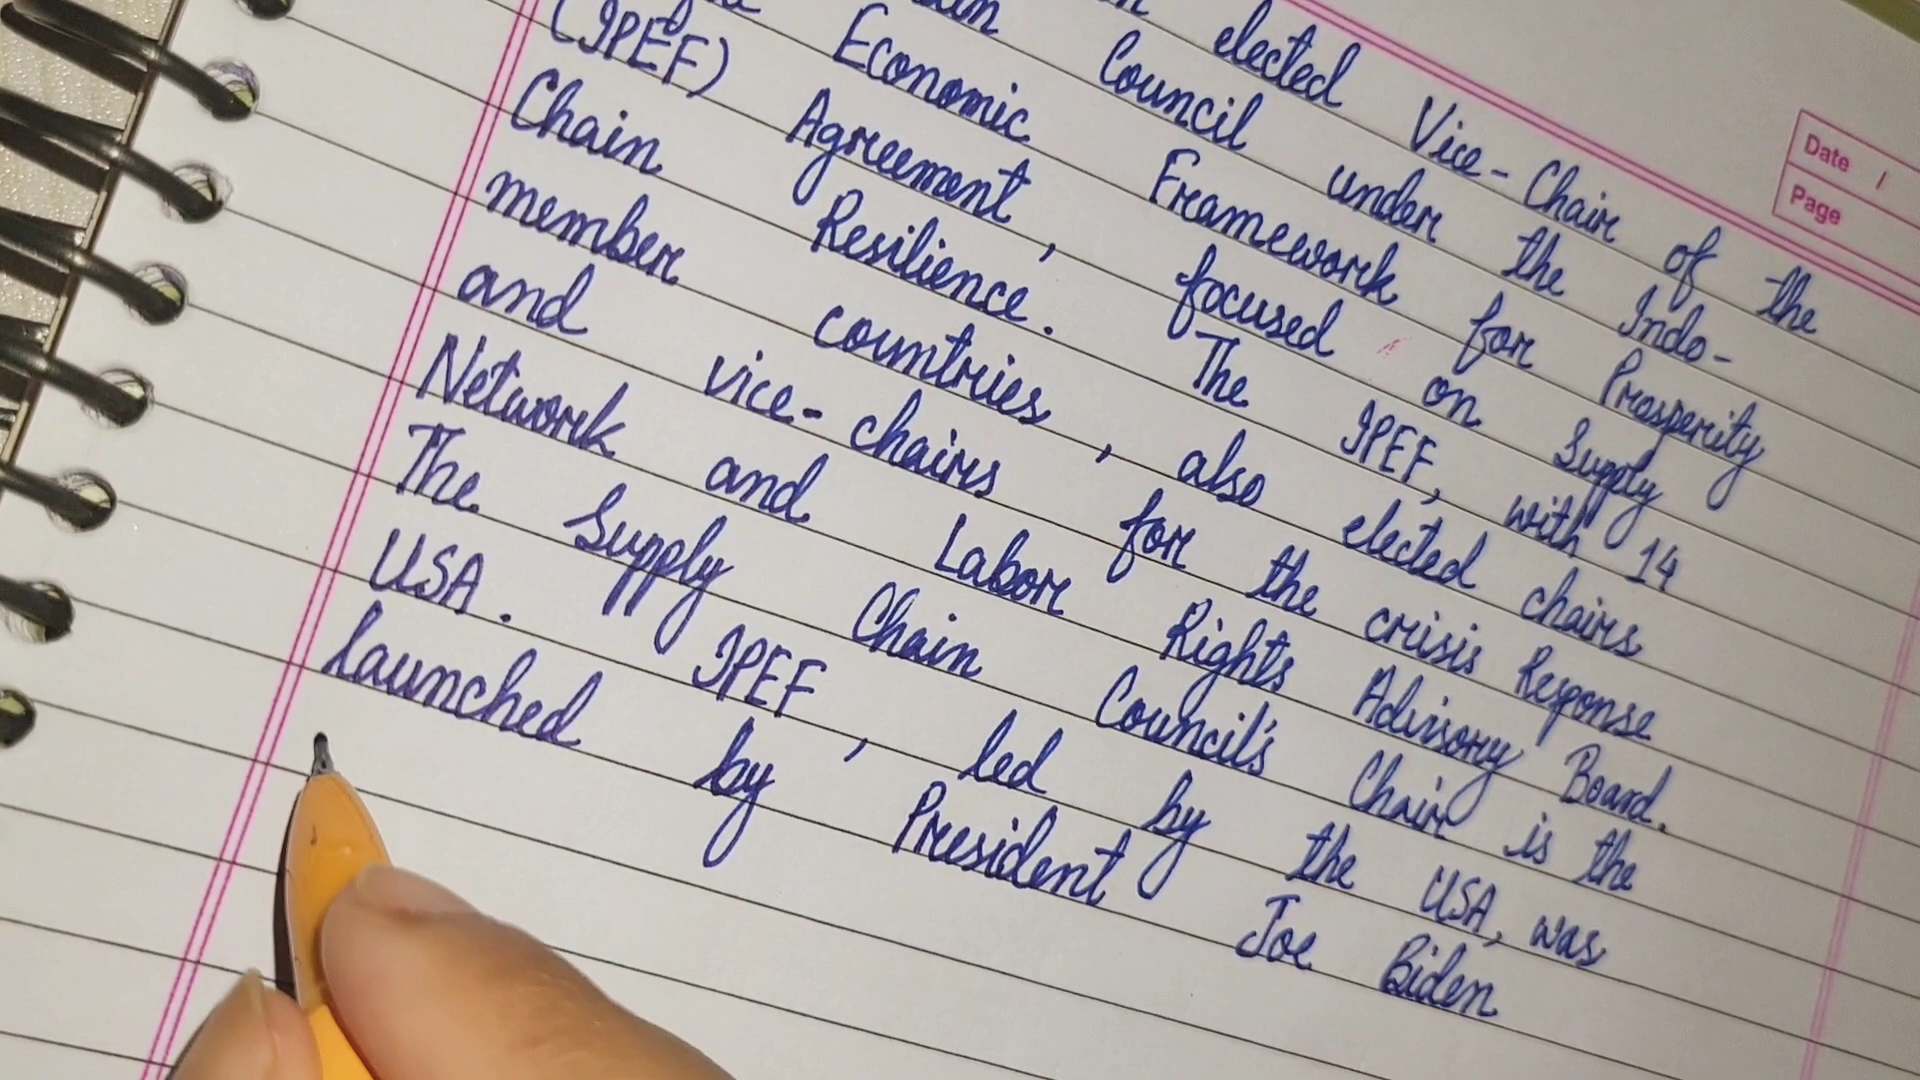 elected Vice-Chair of the
Council under the Indo-
Economic Framework for Prosperity
(IPEF) Agreement, focused on Supply
Chain Resilience. The IPEF, with 14
member countries, also elected chairs
and vice-chairs for the crisis Response
Network and Labor Rights Advisory Board.
The Supply Chain Council's Chair is the
USA. IPEF, led by the USA, was
launched by President Joe Biden
Date /
Page